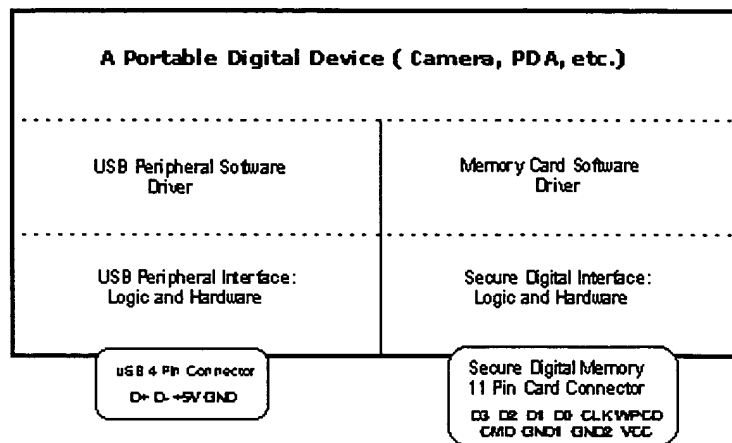 A Portable Digital Device ( Camera, PDA, etc.)
USB Peripheral Software
Driver
Memory Card Software
Driver
USB Peripheral Interface:
Logic and Hardware
Secure Digital Interface:
Logic and Hardware
USB 4 Pin Connector
D+ D- +5V GND
Secure Digital Memory
11 Pin Card Connector
D3 D2 D1 D0 CLK WP CD
CMD GND1 GND2 VCC